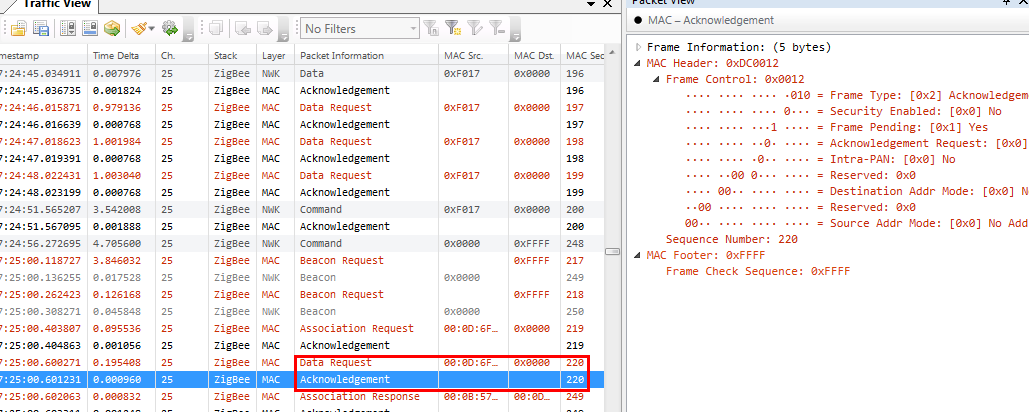 Traffic View
No Filters
imestamp Time Delta Ch. Stack Layer Packet Information MAC Src. MAC Dst. MAC Sec
7:24:45.034911 0.007976 25 ZigBee NWK Data 0xF017 0x0000 196
7:24:45.036735 0.001824 25 ZigBee MAC Acknowledgement 196
7:24:46.015871 0.979136 25 ZigBee MAC Data Request 0xF017 0x0000 197
7:24:46.016639 0.000768 25 ZigBee MAC Acknowledgement 197
7:24:47.018623 1.001984 25 ZigBee MAC Data Request 0xF017 0x0000 198
7:24:47.019391 0.000768 25 ZigBee MAC Acknowledgement 198
7:24:48.022431 1.003040 25 ZigBee MAC Data Request 0xF017 0x0000 199
7:24:48.023199 0.000768 25 ZigBee MAC Acknowledgement 199
7:24:51.565207 3.542008 25 ZigBee NWK Command 0xF017 0x0000 200
7:24:51.567095 0.001888 25 ZigBee MAC Acknowledgement 200
7:24:56.272695 4.705600 25 ZigBee NWK Command 0x0000 0xFFFF 248
7:25:00.118727 3.846032 25 ZigBee MAC Beacon Request 0xFFFF 217
7:25:00.136255 0.017528 25 ZigBee NWK Beacon 0x0000 249
7:25:00.262423 0.126168 25 ZigBee MAC Beacon Request 0xFFFF 218
7:25:00.308271 0.045848 25 ZigBee NWK Beacon 0x0000 250
7:25:00.403807 0.095536 25 ZigBee MAC Association Request 00:0D:6F… 0x0000 219
7:25:00.404863 0.001056 25 ZigBee MAC Acknowledgement 219
7:25:00.600271 0.195408 25 ZigBee MAC Data Request 00:0D:6F… 0x0000 220
7:25:00.601231 0.000960 25 ZigBee MAC Acknowledgement 220
7:25:00.602063 0.000832 25 ZigBee MAC Association Response 00:0B:57… 00:0D… 249
Packet View
MAC – Acknowledgement
Frame Information: (5 bytes)
MAC Header: 0xDC0012
Frame Control: 0x0012
···· ···· ···· ·010 = Frame Type: [0x2] Acknowledgem
···· ···· ···· 0··· = Security Enabled: [0x0] No
···· ···· ···1 ···· = Frame Pending: [0x1] Yes
···· ···· ··0· ···· = Acknowledgement Request: [0x0]
···· ···· ·0·· ···· = Intra-PAN: [0x0] No
···· ··00 0··· ···· = Reserved: 0x0
···· 00·· ···· ···· = Destination Addr Mode: [0x0] No
··00 ···· ···· ···· = Reserved: 0x0
00·· ···· ···· ···· = Source Addr Mode: [0x0] No Add
Sequence Number: 220
MAC Footer: 0xFFFF
Frame Check Sequence: 0xFFFF